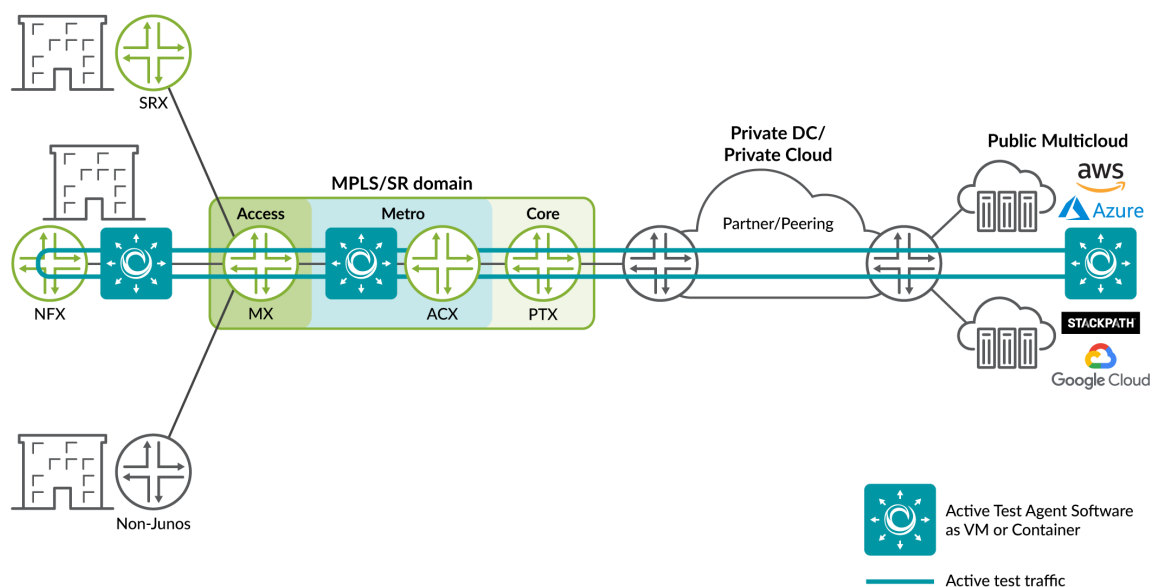 SRX
Private DC/
Private Cloud
Public Multicloud
aws
Azure
MPLS/SR domain
Access
Metro
Core
Partner/Peering
NFX
MX
ACX
PTX
STACKPATH
Google Cloud
Non-Junos
Active Test Agent Software
as VM or Container
Active test traffic